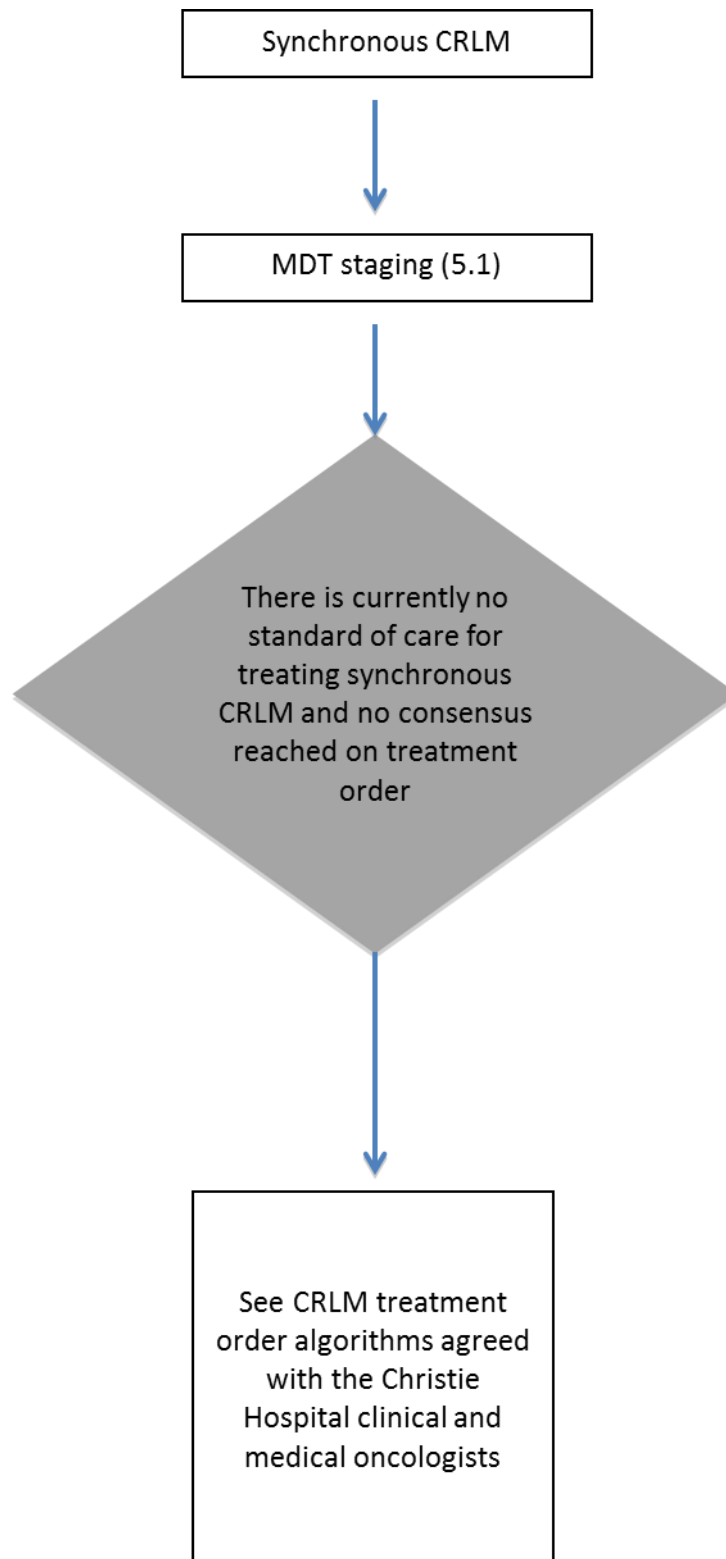 Synchronous CRLM
MDT staging (5.1)
There is currently no
standard of care for
treating synchronous
CRLM and no consensus
reached on treatment
order
See CRLM treatment
order algorithms agreed
with the Christie
Hospital clinical and
medical oncologists